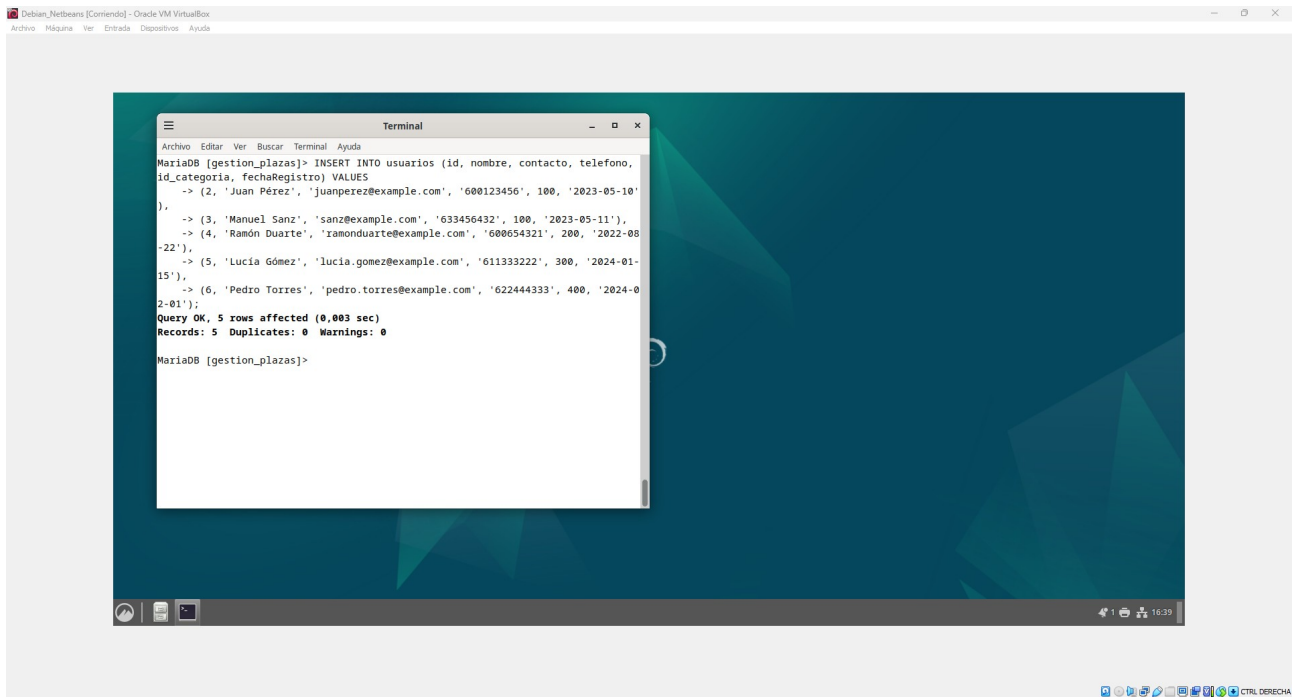 Debian_Netbeans [Corriendo] - Oracle VM VirtualBox
Archivo Máquina Ver Entrada Dispositivos Ayuda
Terminal
Archivo Editar Ver Buscar Terminal Ayuda
MariaDB [gestion_plazas]> INSERT INTO usuarios (id, nombre, contacto, telefono,
id_categoria, fechaRegistro) VALUES
-> (2, 'Juan Pérez', 'juanperez@example.com', '600123456', 100, '2023-05-10'
),
-> (3, 'Manuel Sanz', 'sanz@example.com', '633456432', 100, '2023-05-11'),
-> (4, 'Ramón Duarte', 'ramonduarte@example.com', '600654321', 200, '2022-08
-22'),
-> (5, 'Lucía Gómez', 'lucia.gomez@example.com', '611333222', 300, '2024-01-
15'),
-> (6, 'Pedro Torres', 'pedro.torres@example.com', '622444333', 400, '2024-0
2-01');
Query OK, 5 rows affected (0,003 sec)
Records: 5 Duplicates: 0 Warnings: 0
MariaDB [gestion_plazas]>
1 16:39
CTRL DERECHA